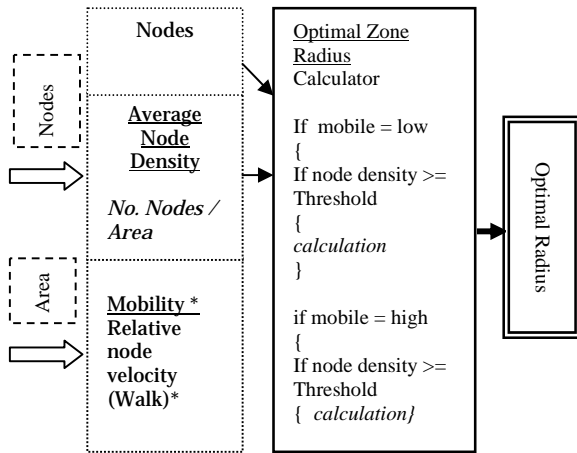 Nodes
Area
Nodes
Average
Node
Density
No. Nodes /
Area
Mobility *
Relative
node
velocity
(Walk)*
Optimal Zone
Radius
Calculator
If mobile = low
{
If node density >=
Threshold
{
calculation
}
if mobile = high
{
If node density >=
Threshold
{ calculation}
Optimal Radius